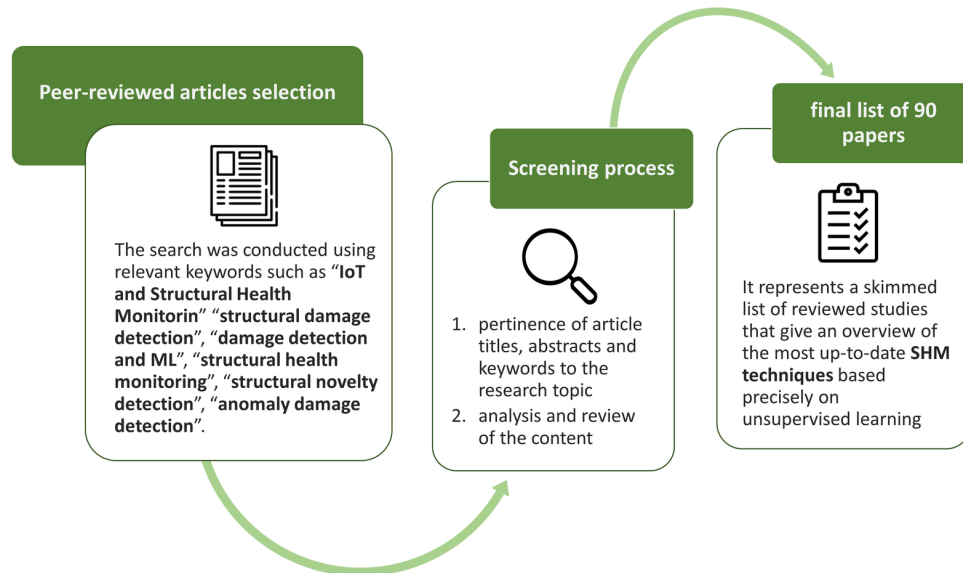 Peer-reviewed articles selection
The search was conducted using
relevant keywords such as “IoT
and Structural Health
Monitorin” “structural damage
detection”, “damage detection
and ML”, “structural health
monitoring”, “structural novelty
detection”, “anomaly damage
detection”.
Screening process
1. pertinence of article
titles, abstracts and
keywords to the
research topic
2. analysis and review
of the content
final list of 90
papers
It represents a skimmed
list of reviewed studies
that give an overview of
the most up-to-date SHM
techniques based
precisely on
unsupervised learning